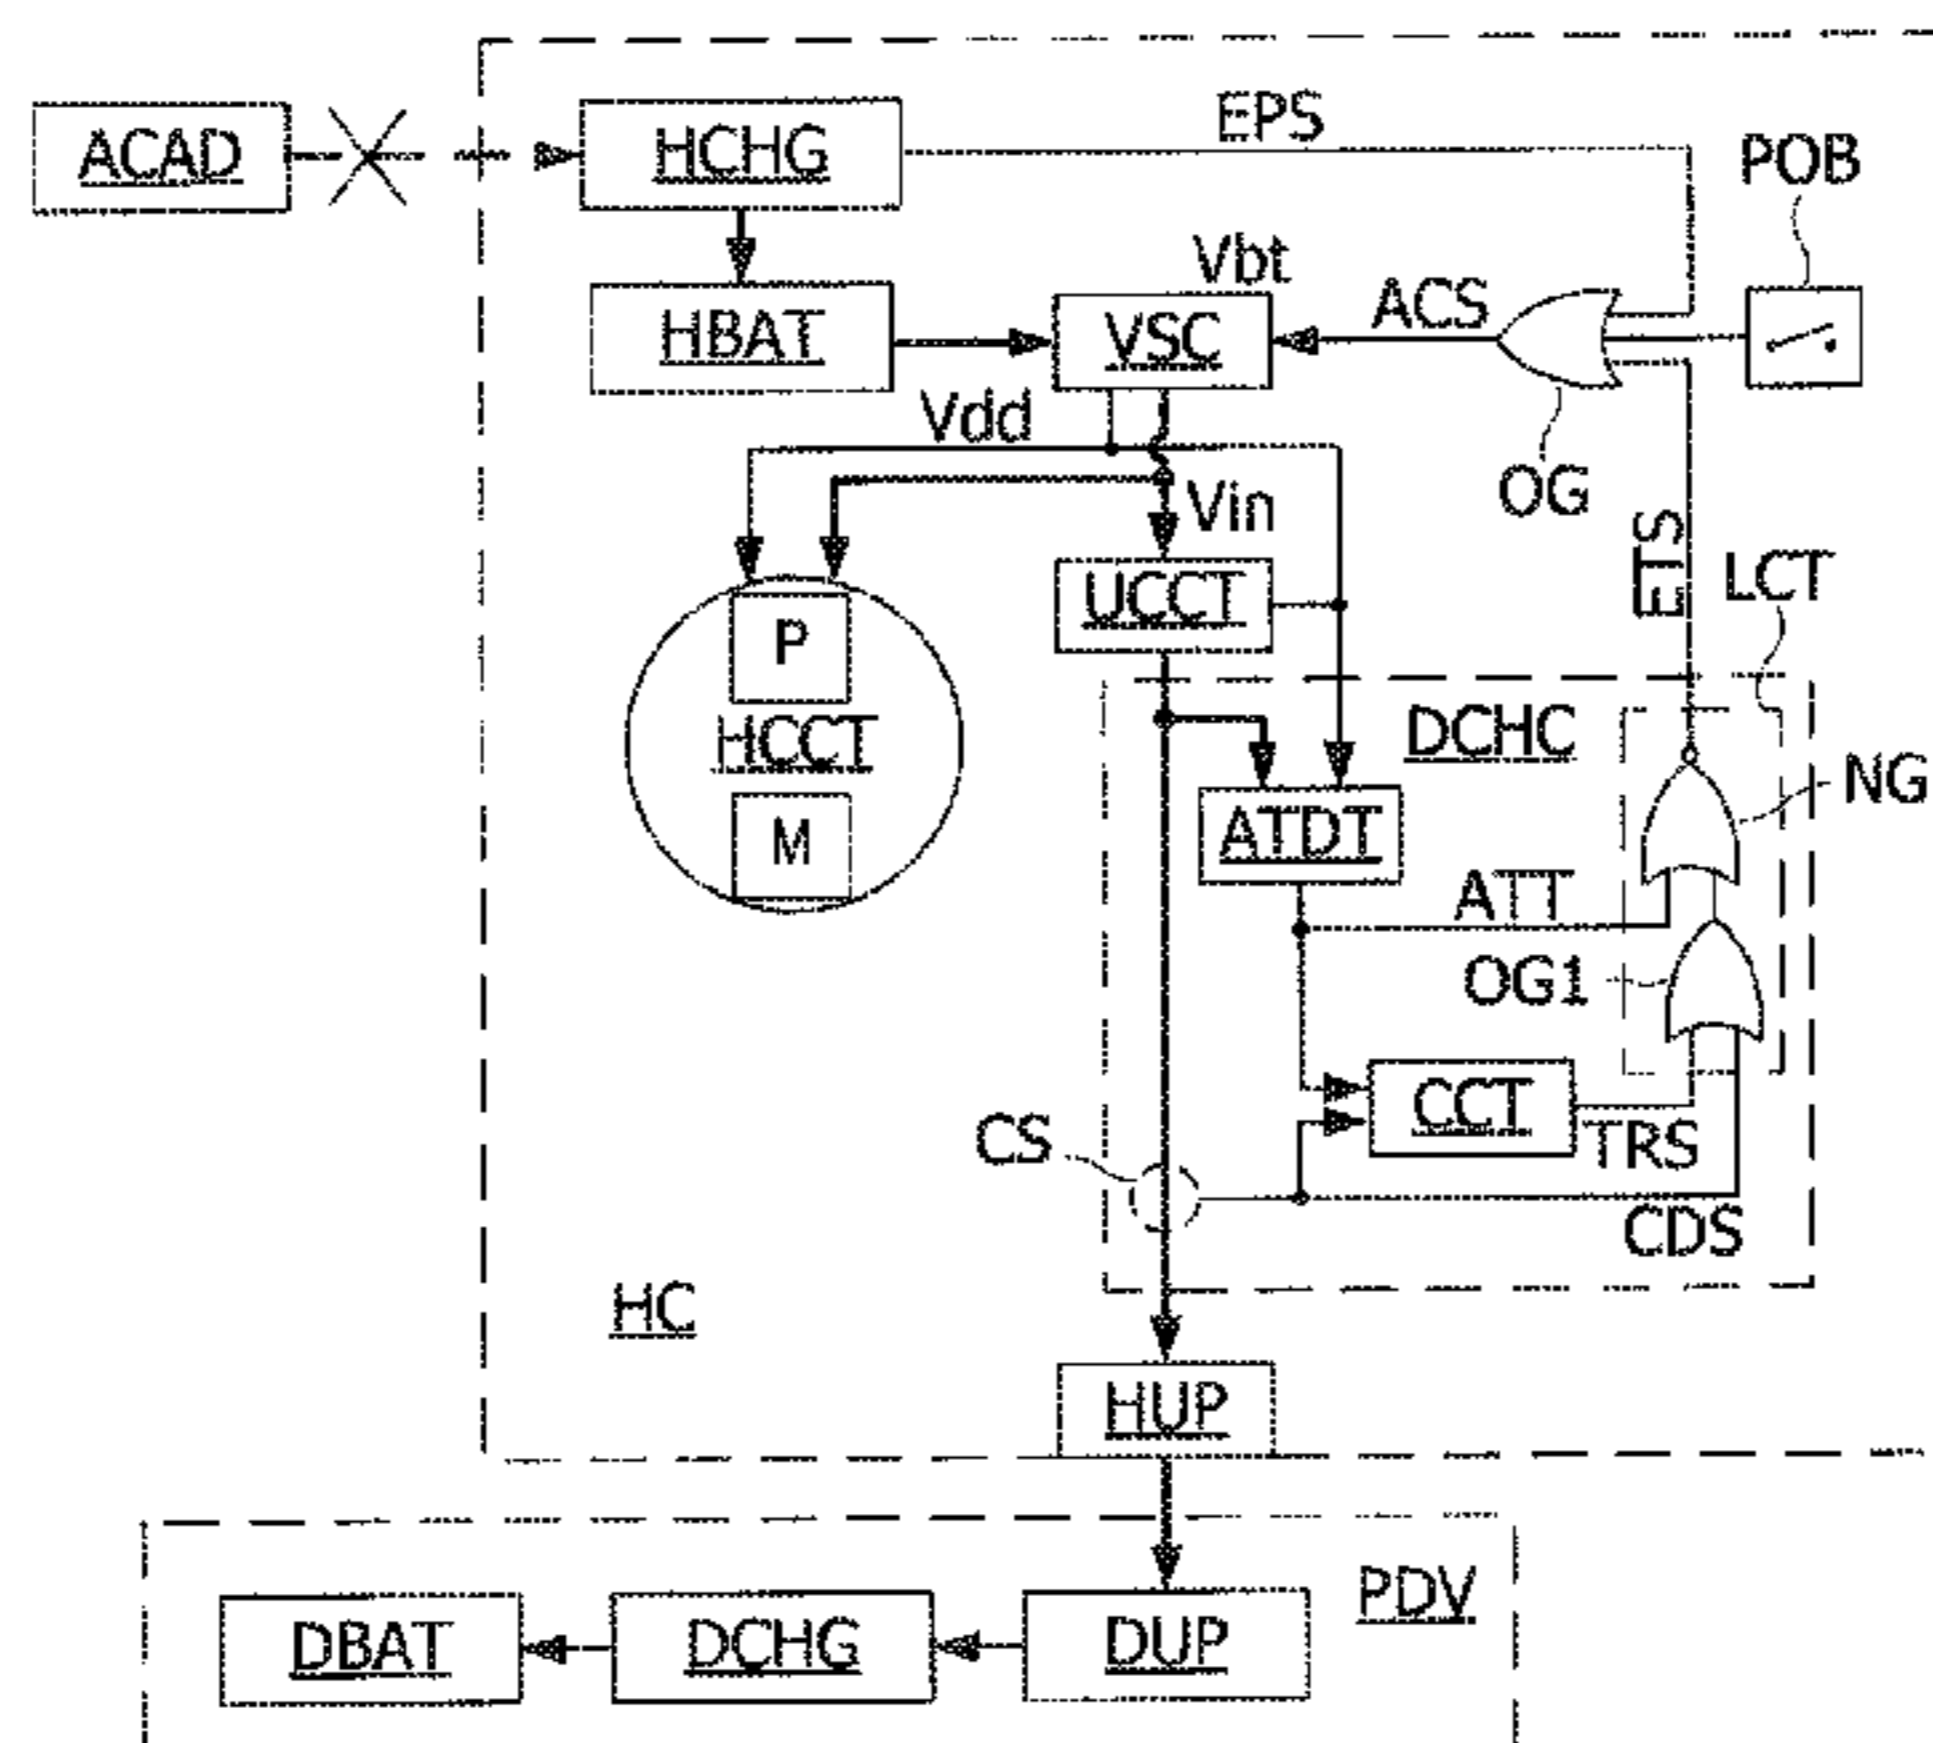 EPS
ACAD
HCHG
POB
Vbt
ACS
HBAT
VSC
Vdd
OG
Vin
ETS
LCT
UCCT
P
HCCT
DCHC
NG
M
ATDT
ATT
OG1
CCT
CS
TRS
CDS
HC
HUP
PDV
DBAT
DCHG
DUP